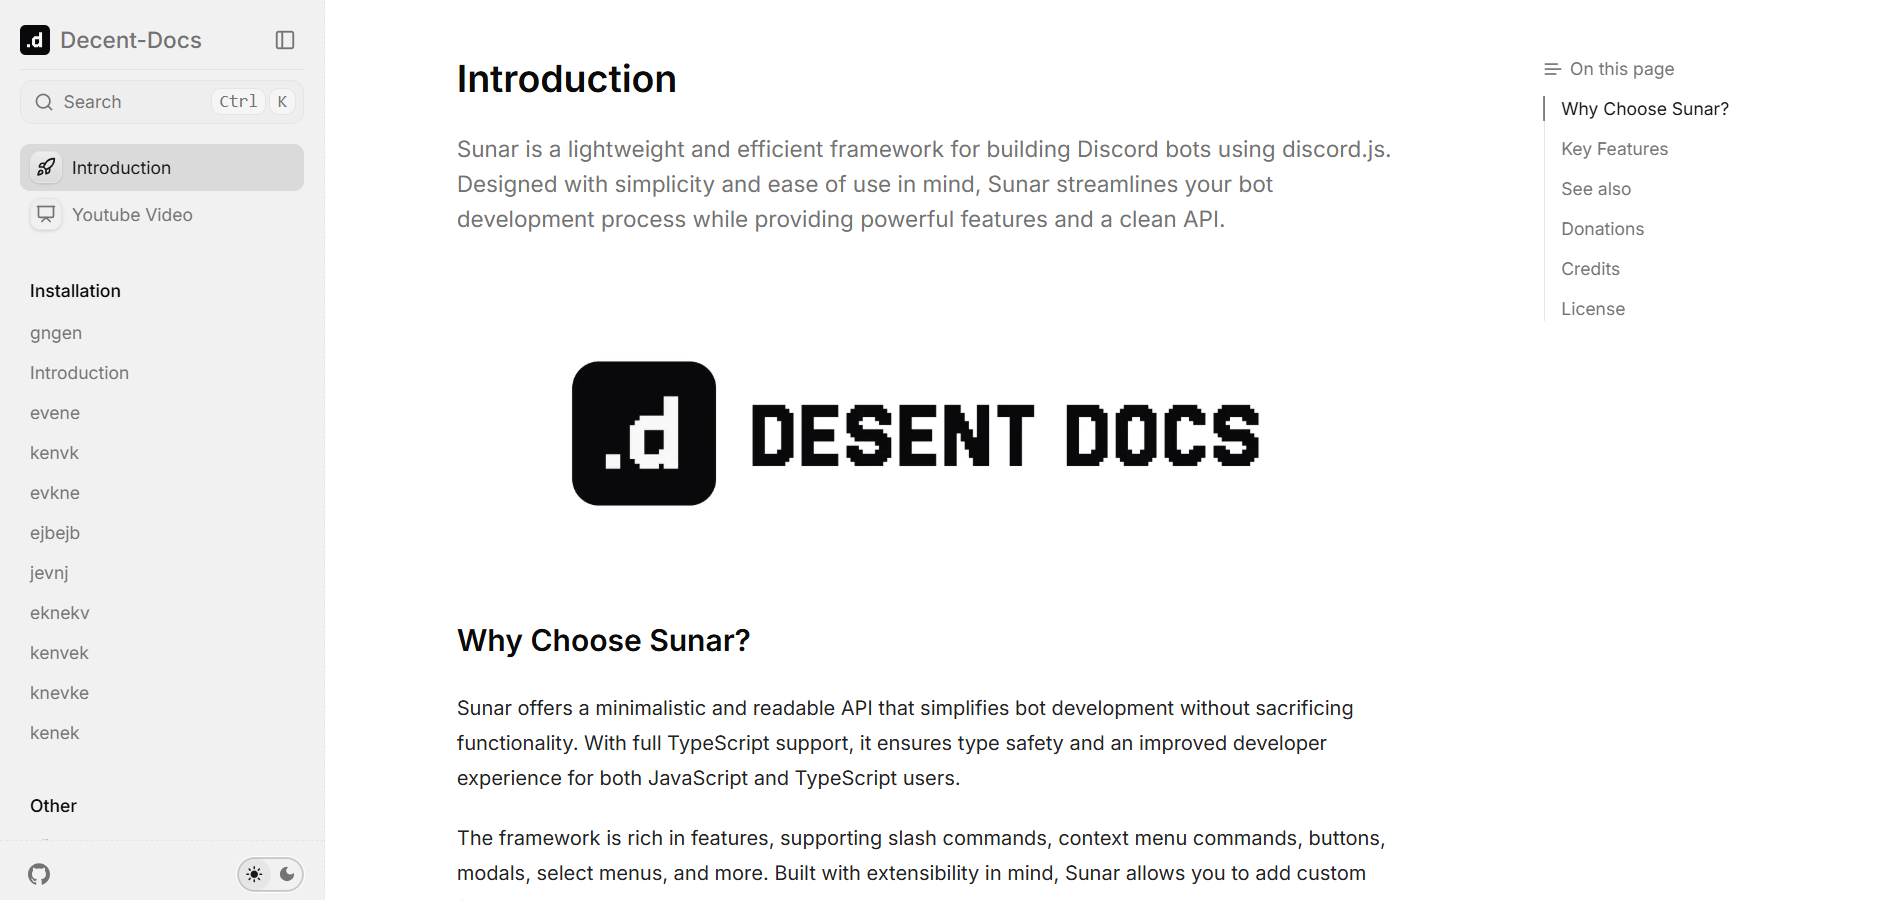 .d Decent-Docs
Search Ctrl K
Introduction
Youtube Video
Installation
gngen
Introduction
evene
kenvk
evkne
ejbejb
jevnj
eknekv
kenvek
knevke
kenek
Other
Introduction
Sunar is a lightweight and efficient framework for building Discord bots using discord.js.
Designed with simplicity and ease of use in mind, Sunar streamlines your bot
development process while providing powerful features and a clean API.
.d DESENT DOCS
Why Choose Sunar?
Sunar offers a minimalistic and readable API that simplifies bot development without sacrificing
functionality. With full TypeScript support, it ensures type safety and an improved developer
experience for both JavaScript and TypeScript users.
The framework is rich in features, supporting slash commands, context menu commands, buttons,
modals, select menus, and more. Built with extensibility in mind, Sunar allows you to add custom
On this page
Why Choose Sunar?
Key Features
See also
Donations
Credits
License